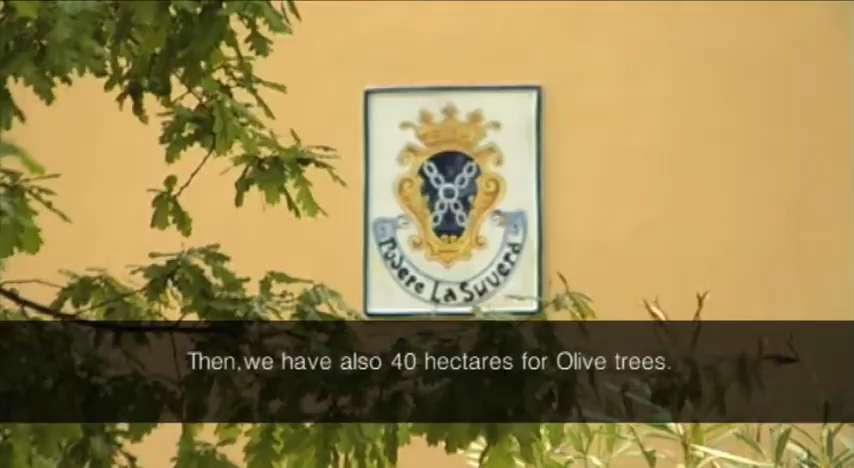 Podere La Suvera
Then,we have also 40 hectares for Olive trees.